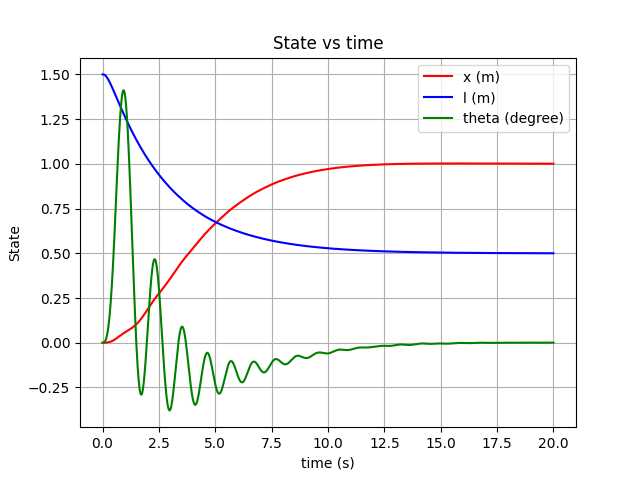 State vs time
x (m)
l (m)
theta (degree)
State
1.50
1.25
1.00
0.75
0.50
0.25
0.00
−0.25
0.0 2.5 5.0 7.5 10.0 12.5 15.0 17.5 20.0
time (s)